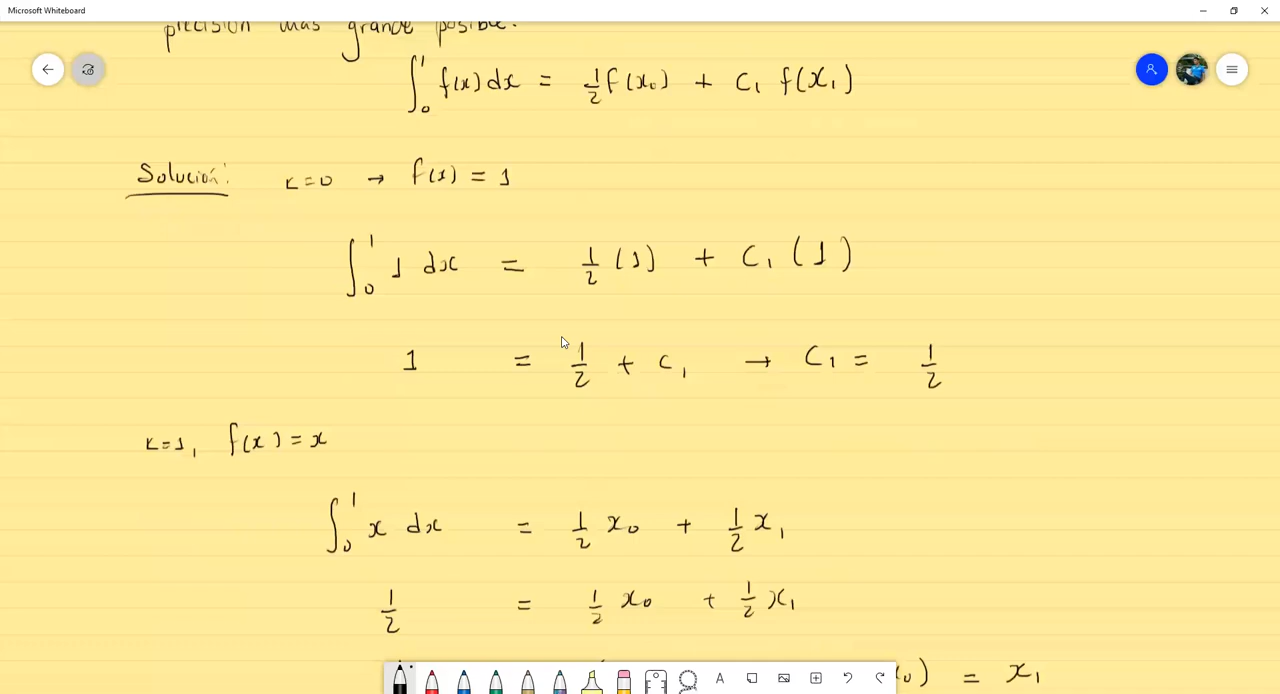 Microsoft Whiteboard
precisión más grande posible.
∫₀¹ f(x)dx = 1/2 f(x₀) + C₁ f(x₁)
Solución: k=0 → f(x) = 1
∫₀¹ 1 dx = 1/2 (1) + C₁ (1)
1 = 1/2 + C₁ → C₁ = 1/2
k=1, f(x) = x
∫₀¹ x dx = 1/2 x₀ + 1/2 x₁
1/2 = 1/2 x₀ + 1/2 x₁
₀) = x₁
A